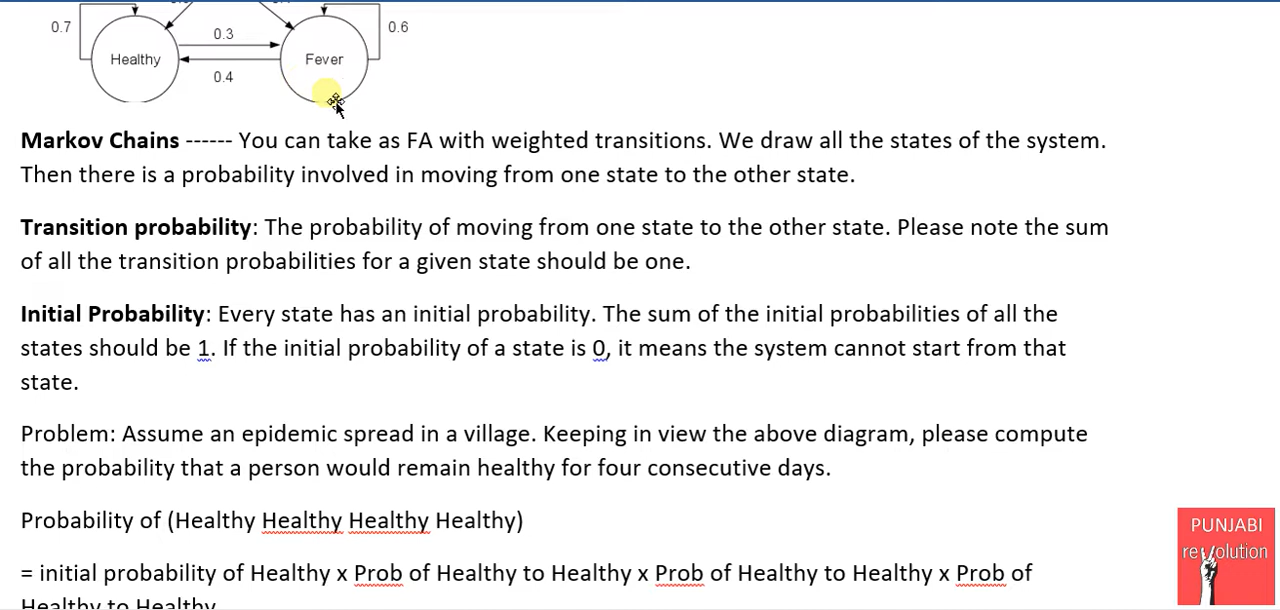 0.7
0.3
0.6
Healthy
Fever
0.4
Markov Chains ------ You can take as FA with weighted transitions. We draw all the states of the system.
Then there is a probability involved in moving from one state to the other state.
Transition probability: The probability of moving from one state to the other state. Please note the sum
of all the transition probabilities for a given state should be one.
Initial Probability: Every state has an initial probability. The sum of the initial probabilities of all the
states should be 1. If the initial probability of a state is 0, it means the system cannot start from that
state.
Problem: Assume an epidemic spread in a village. Keeping in view the above diagram, please compute
the probability that a person would remain healthy for four consecutive days.
Probability of (Healthy Healthy Healthy Healthy)
= initial probability of Healthy x Prob of Healthy to Healthy x Prob of Healthy to Healthy x Prob of
Healthy to Healthy
PUNJABI
revolution